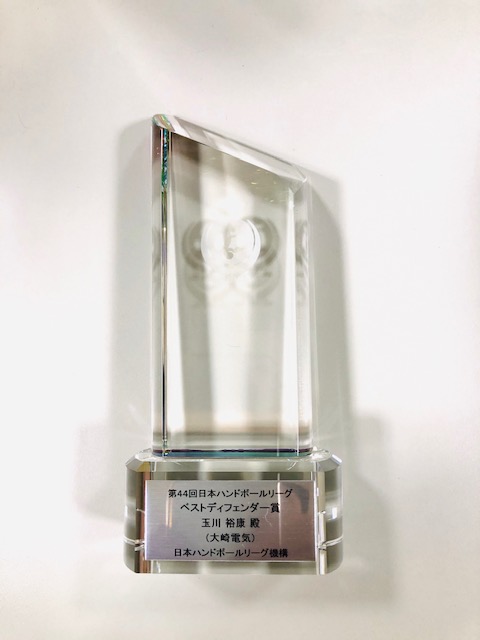 第44回日本ハンドボールリーグ
ベストディフェンダー賞
玉川 裕康 殿
(大崎電気)
日本ハンドボールリーグ機構